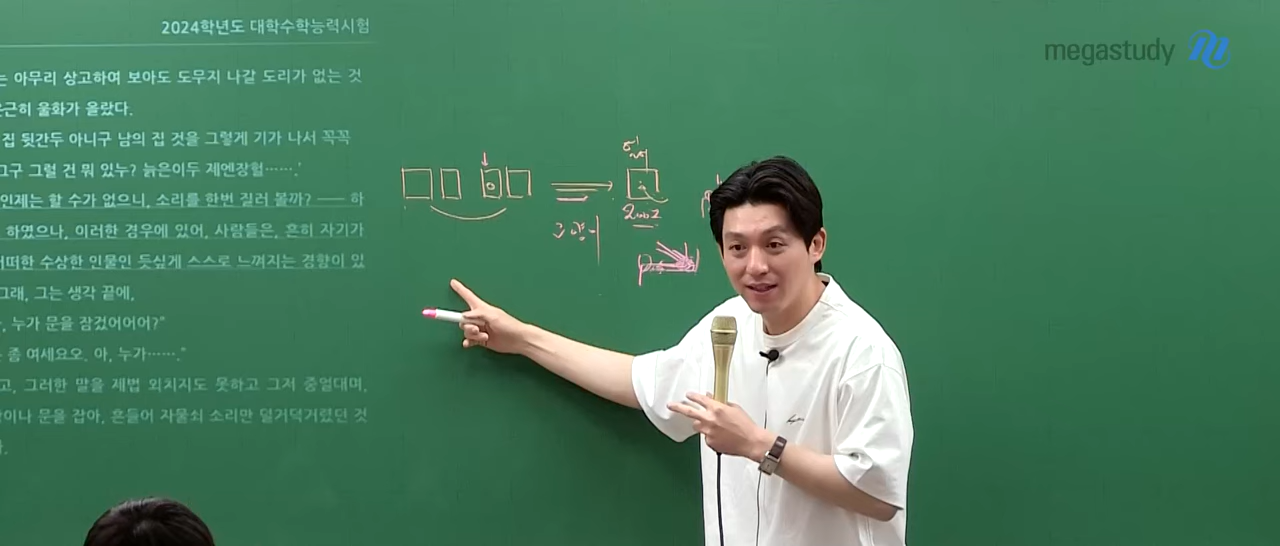 2024학년도 대학수학능력시험
megastudy
는 아무리 상고하여 보아도 도무지 나갈 도리가 없는 것
은근히 울화가 올랐다.
집 뒷간두 아니구 남의 집 것을 그렇게 기가 나서 꼭꼭
그구 그럴 건 뭐 있누? 늙은이두 제엔장헐……'
인제는 할 수가 없으니, 소리를 한번 질러 볼까? ── 하
하였으나, 이러한 경우에 있어, 사람들은, 흔히 자기가
어떠한 수상한 인물인 듯싶게 스스로 느껴지는 경향이 있
그래, 그는 생각 끝에,
, 누가 문을 잠겄어어어?"
좀 여세요오. 아, 누가……."
고, 그러한 말을 제법 외치지도 못하고 그저 중얼대며,
이나 문을 잡아, 흔들어 자물쇠 소리만 덜거덕거렸던 것